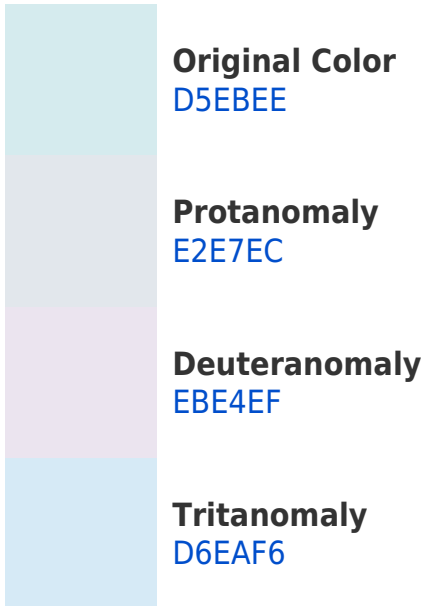 Original Color
D5EBEE
Protanomaly
E2E7EC
Deuteranomaly
EBE4EF
Tritanomaly
D6EAF6